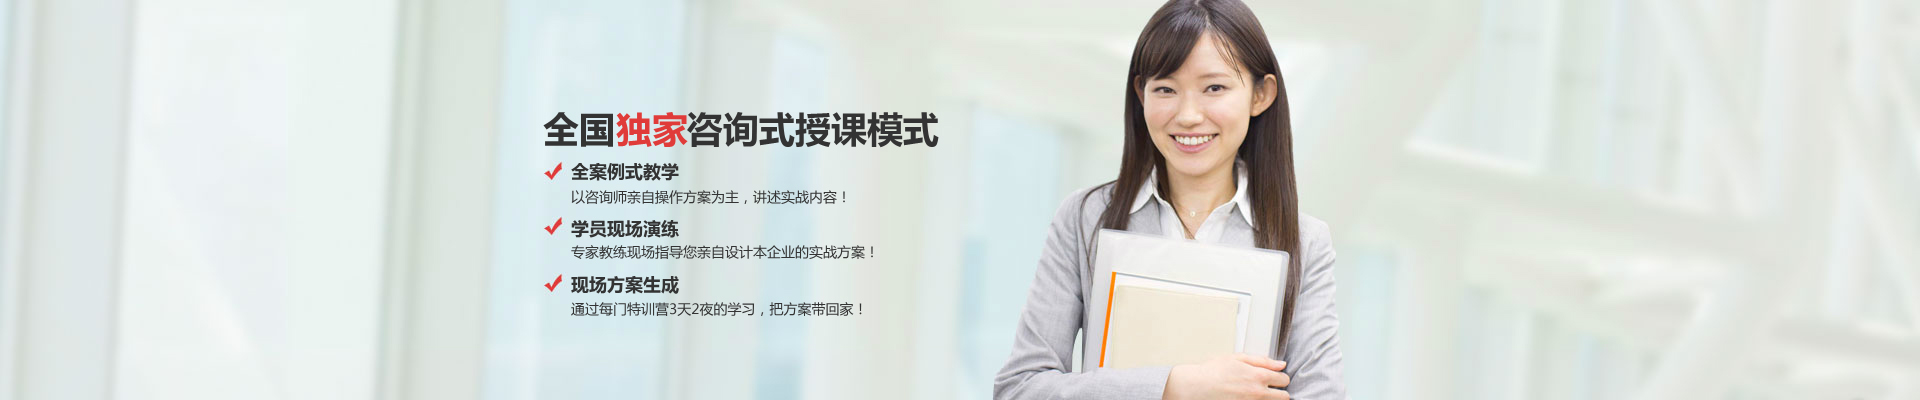 全国独家咨询式授课模式
全案例式教学
以咨询师亲自操作方案为主，讲述实战内容！
学员现场演练
专家教练现场指导您亲自设计本企业的实战方案！
现场方案生成
通过每门特训营3天2夜的学习，把方案带回家！